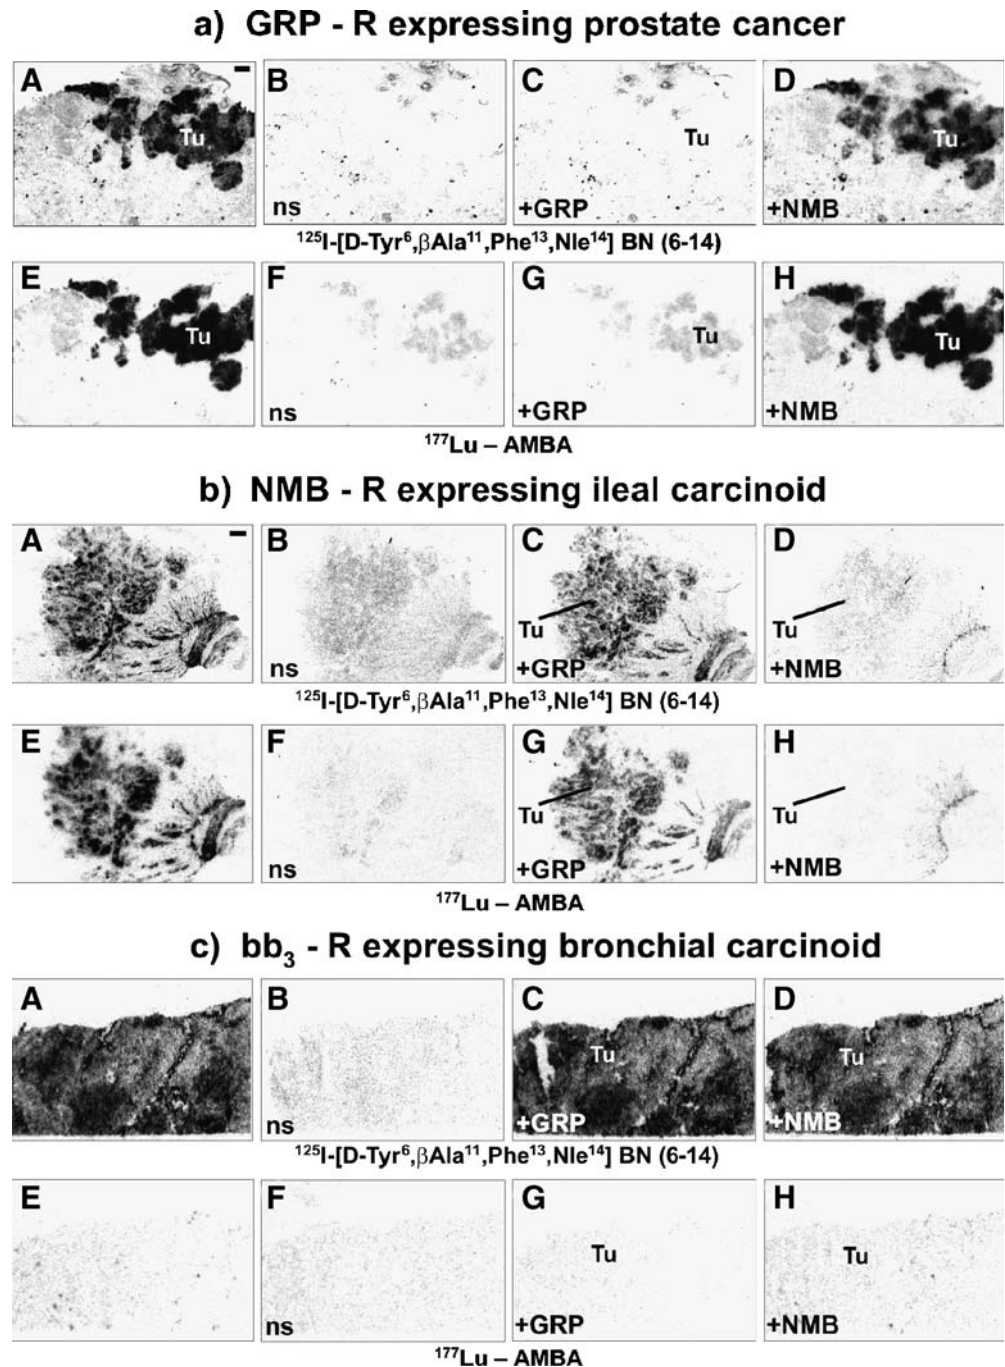 a) GRP - R expressing prostate cancer
A B C D
Tu Tu Tu
ns +GRP +NMB
¹²⁵I-[D-Tyr⁶,βAla¹¹,Phe¹³,Nle¹⁴] BN (6-14)
E F G H
Tu Tu Tu
ns +GRP +NMB
¹⁷⁷Lu – AMBA
b) NMB - R expressing ileal carcinoid
A B C D
Tu Tu
ns +GRP +NMB
¹²⁵I-[D-Tyr⁶,βAla¹¹,Phe¹³,Nle¹⁴] BN (6-14)
E F G H
Tu Tu
ns +GRP +NMB
¹⁷⁷Lu – AMBA
c) bb₃ - R expressing bronchial carcinoid
A B C D
Tu Tu
ns +GRP +NMB
¹²⁵I-[D-Tyr⁶,βAla¹¹,Phe¹³,Nle¹⁴] BN (6-14)
E F G H
Tu Tu
ns +GRP +NMB
¹⁷⁷Lu – AMBA